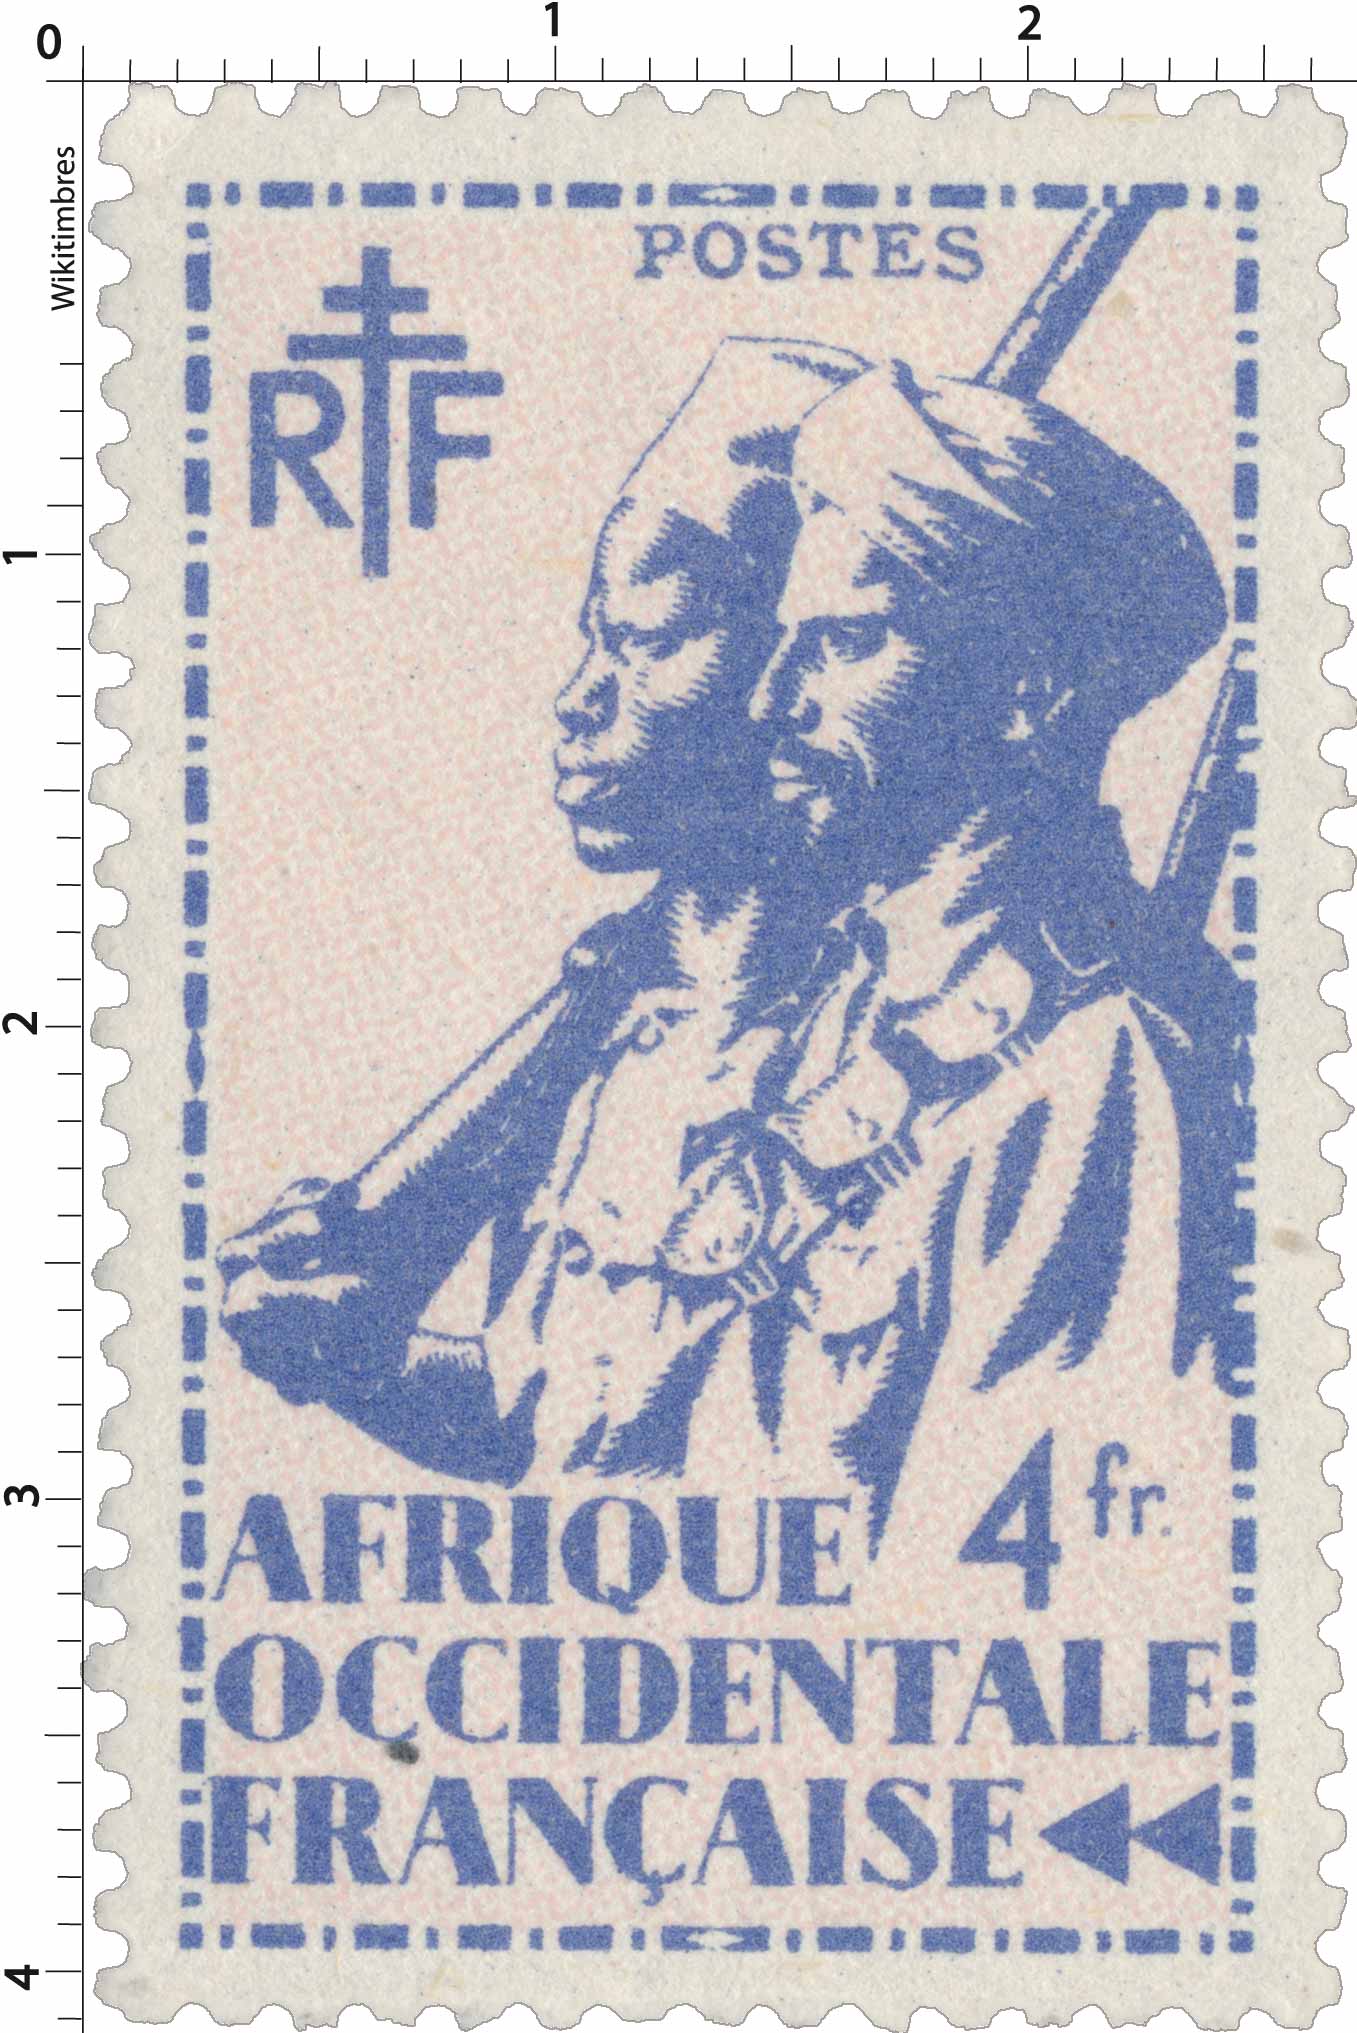 0 1 2
Wikitimbres
POSTES
RF
1
2
3
4 fr.
AFRIQUE
OCCIDENTALE
FRANÇAISE
4